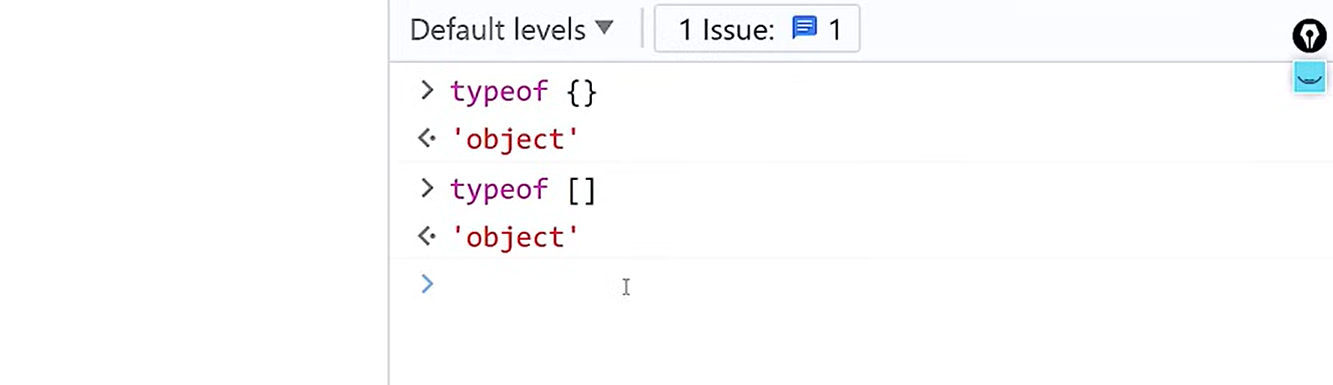 Default levels ▼ 1 Issue: 1
> typeof {}
<· 'object'
> typeof []
<· 'object'
>